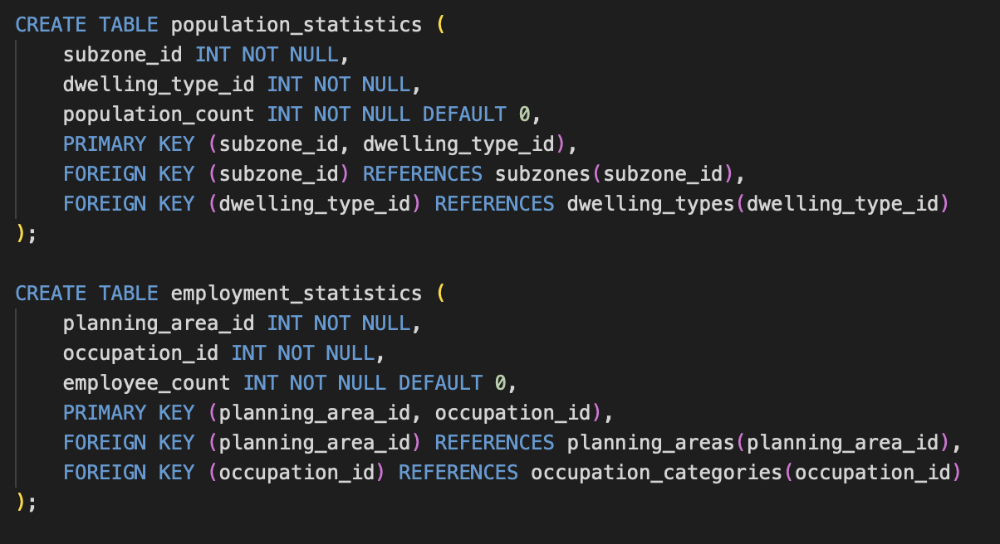 CREATE TABLE population_statistics (
    subzone_id INT NOT NULL,
    dwelling_type_id INT NOT NULL,
    population_count INT NOT NULL DEFAULT 0,
    PRIMARY KEY (subzone_id, dwelling_type_id),
    FOREIGN KEY (subzone_id) REFERENCES subzones(subzone_id),
    FOREIGN KEY (dwelling_type_id) REFERENCES dwelling_types(dwelling_type_id)
);

CREATE TABLE employment_statistics (
    planning_area_id INT NOT NULL,
    occupation_id INT NOT NULL,
    employee_count INT NOT NULL DEFAULT 0,
    PRIMARY KEY (planning_area_id, occupation_id),
    FOREIGN KEY (planning_area_id) REFERENCES planning_areas(planning_area_id),
    FOREIGN KEY (occupation_id) REFERENCES occupation_categories(occupation_id)
);